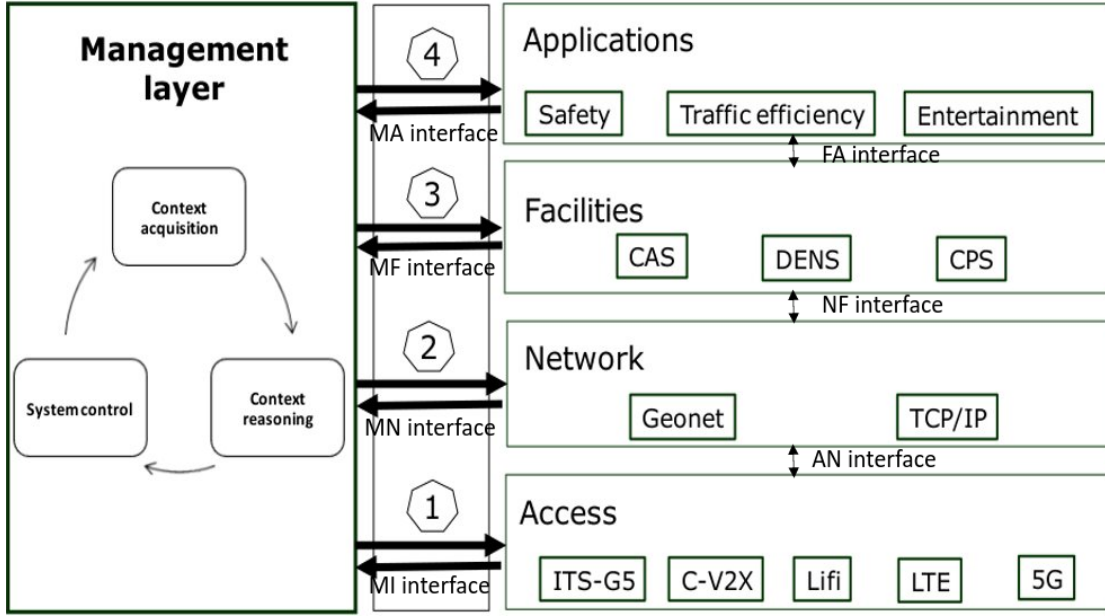 Management
layer
Context
acquisition
System control
Context
reasoning
4
MA interface
3
MF interface
2
MN interface
1
MI interface
Applications
Safety
Traffic efficiency
Entertainment
FA interface
Facilities
CAS
DENS
CPS
NF interface
Network
Geonet
TCP/IP
AN interface
Access
ITS-G5
C-V2X
Lifi
LTE
5G